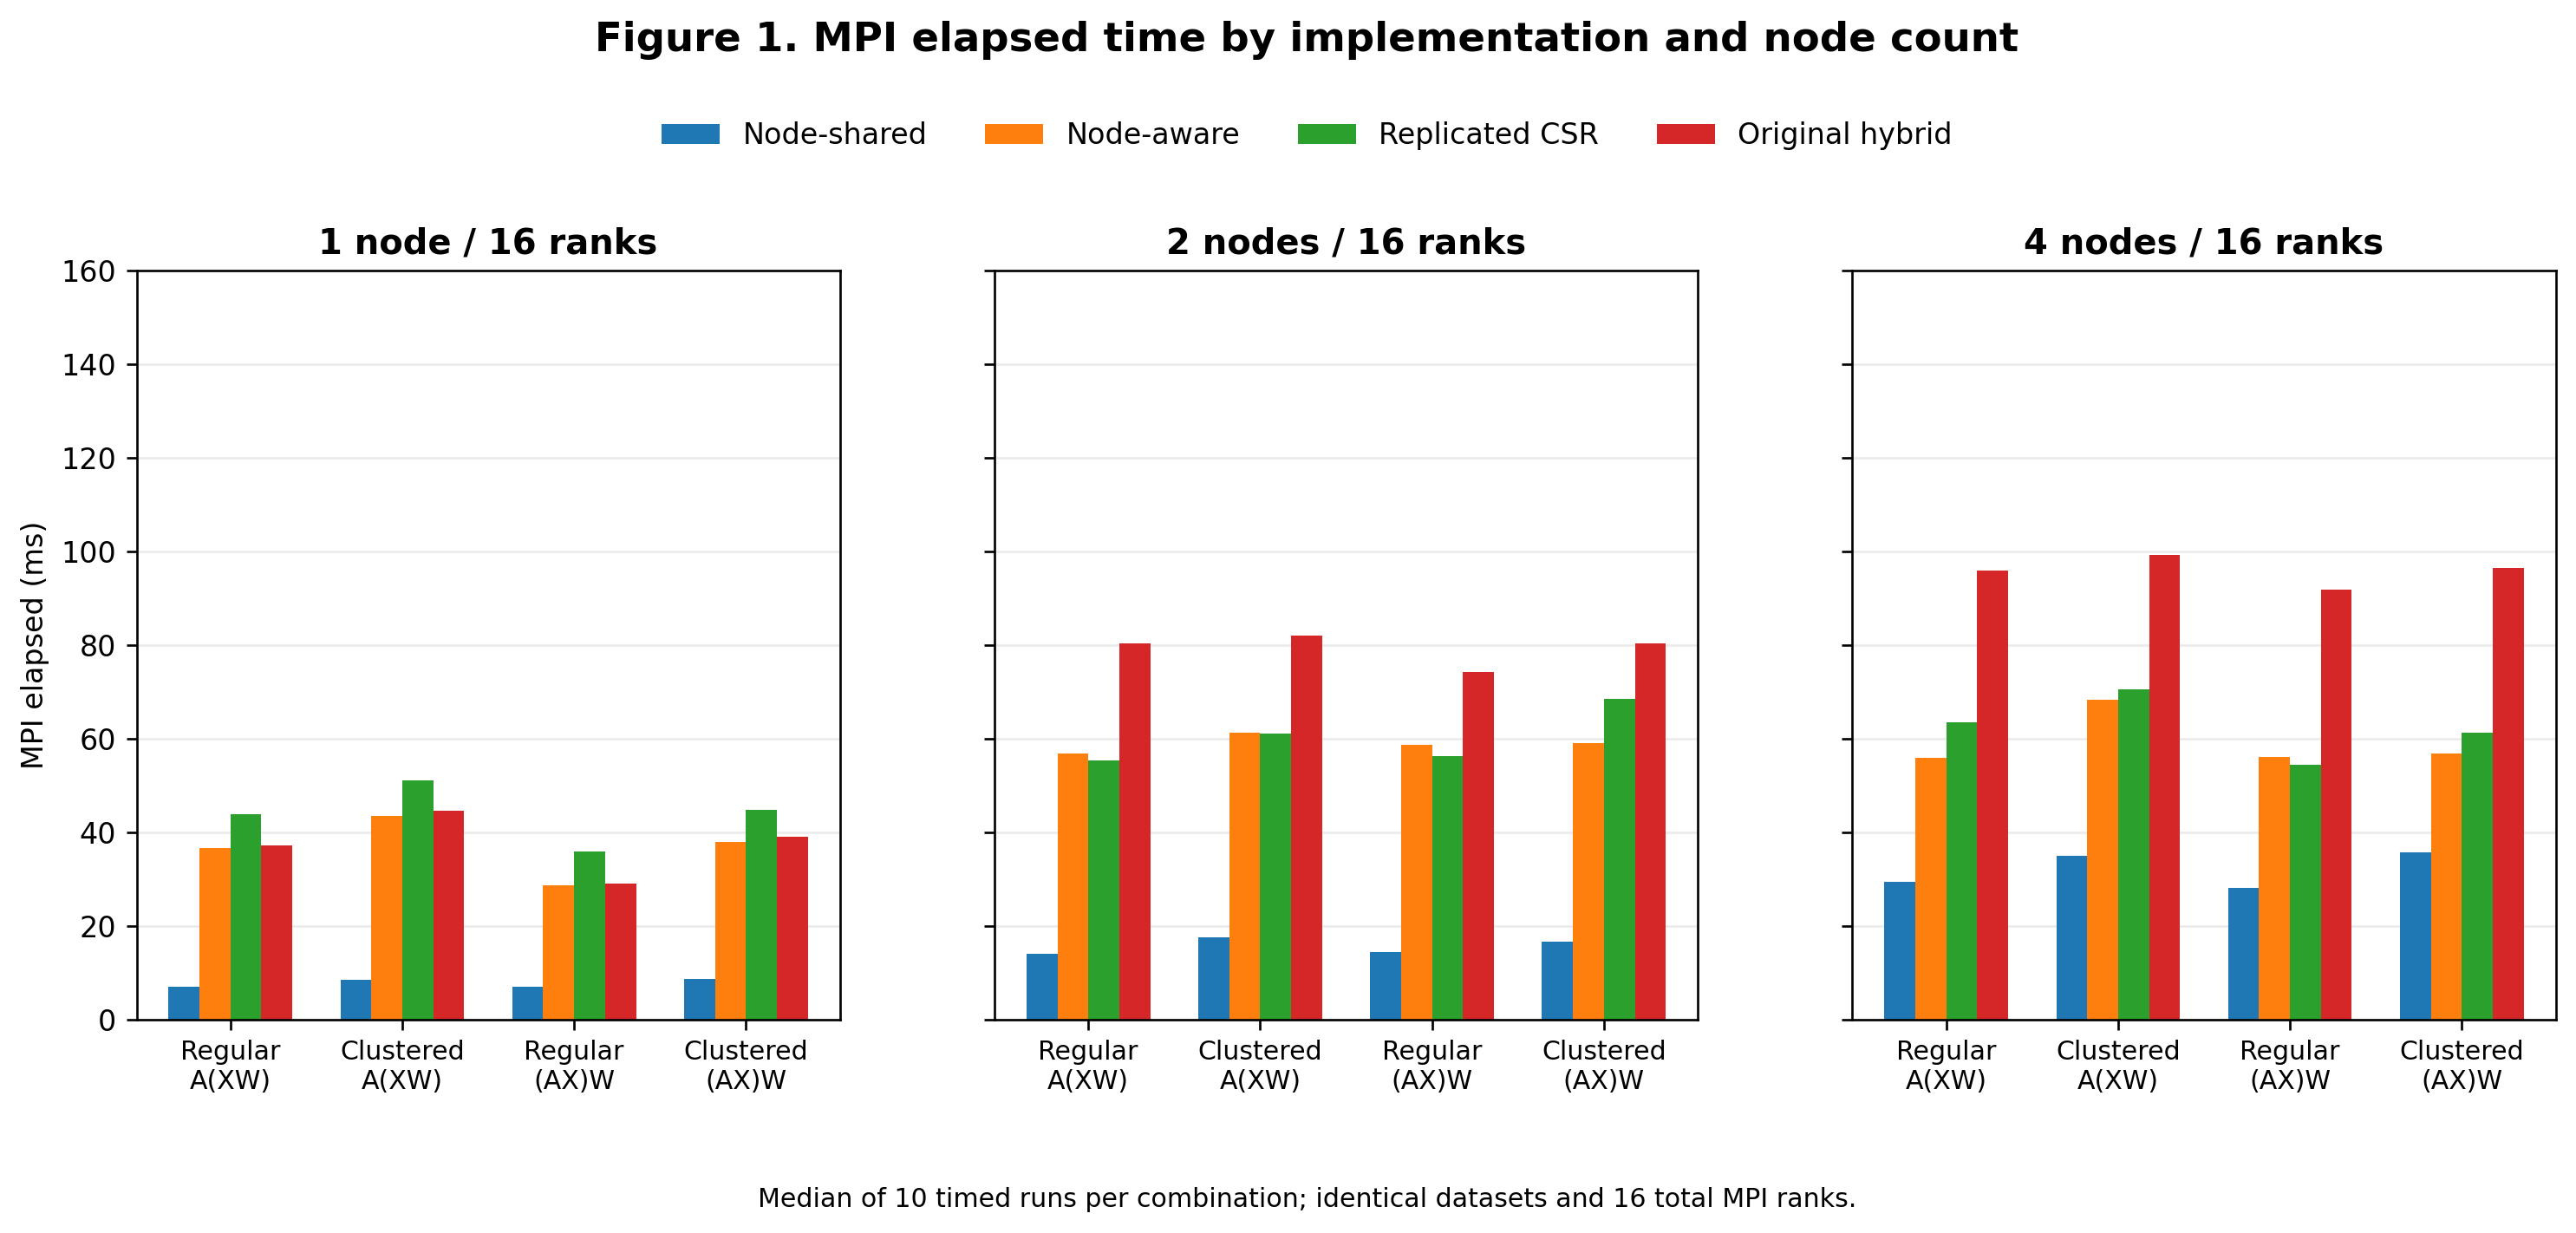 Figure 1. MPI elapsed time by implementation and node count
Node-shared Node-aware Replicated CSR Original hybrid
1 node / 16 ranks
2 nodes / 16 ranks
4 nodes / 16 ranks
MPI elapsed (ms)
160
140
120
100
80
60
40
20
0
Regular
A(XW)
Clustered
A(XW)
Regular
(AX)W
Clustered
(AX)W
Regular
A(XW)
Clustered
A(XW)
Regular
(AX)W
Clustered
(AX)W
Regular
A(XW)
Clustered
A(XW)
Regular
(AX)W
Clustered
(AX)W
Median of 10 timed runs per combination; identical datasets and 16 total MPI ranks.